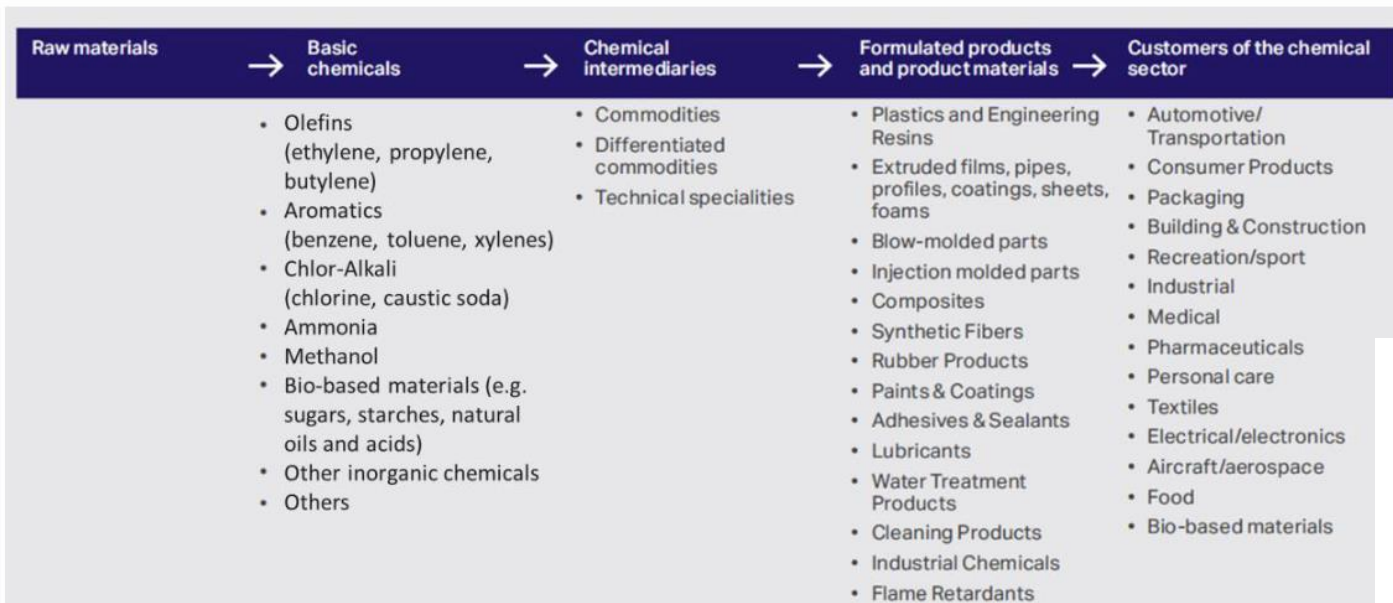 Raw materials
→
Basic
chemicals
→
Chemical
intermediaries
→
Formulated products
and product materials
→
Customers of the chemical
sector
• Olefins
(ethylene, propylene,
butylene)
• Aromatics
(benzene, toluene, xylenes)
• Chlor-Alkali
(chlorine, caustic soda)
• Ammonia
• Methanol
• Bio-based materials (e.g.
sugars, starches, natural
oils and acids)
• Other inorganic chemicals
• Others
• Commodities
• Differentiated
commodities
• Technical specialities
• Plastics and Engineering
Resins
• Extruded films, pipes,
profiles, coatings, sheets,
foams
• Blow-molded parts
• Injection molded parts
• Composites
• Synthetic Fibers
• Rubber Products
• Paints & Coatings
• Adhesives & Sealants
• Lubricants
• Water Treatment
Products
• Cleaning Products
• Industrial Chemicals
• Flame Retardants
• Automotive/
Transportation
• Consumer Products
• Packaging
• Building & Construction
• Recreation/sport
• Industrial
• Medical
• Pharmaceuticals
• Personal care
• Textiles
• Electrical/electronics
• Aircraft/aerospace
• Food
• Bio-based materials